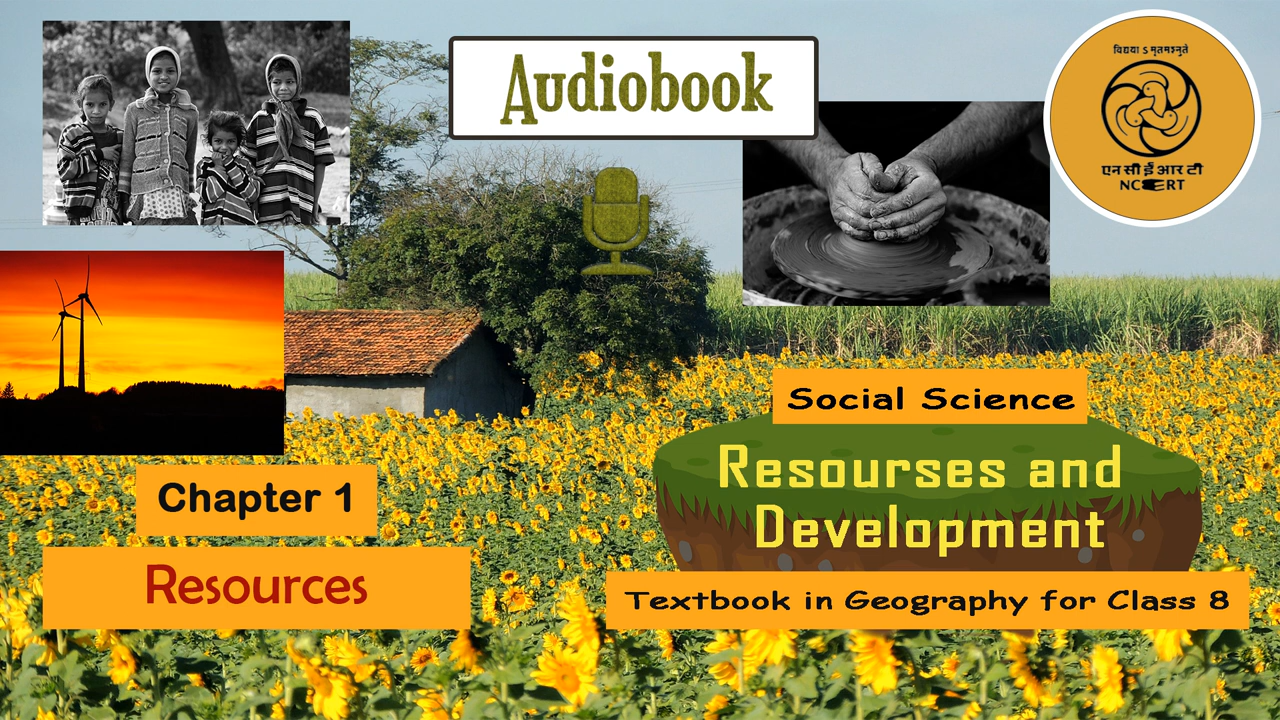 Audiobook
विद्यया ऽ मृतमश्नुते
एन सी ई आर टी
NCERT
Social Science
Resourses and
Development
Textbook in Geography for Class 8
Chapter 1
Resources